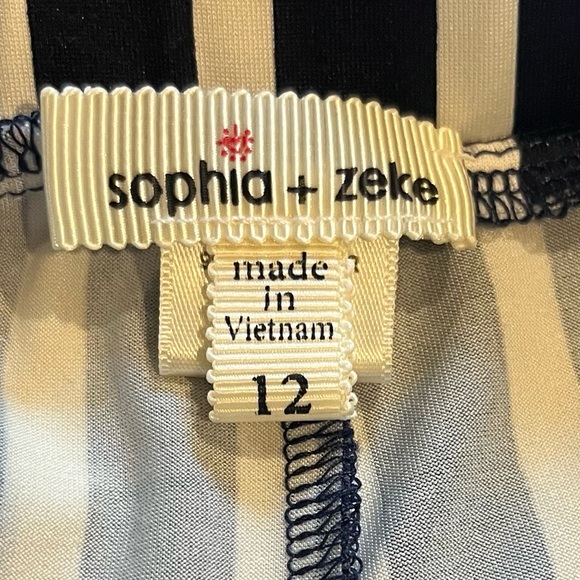 sophia + zeke
made
in
Vietnam
12